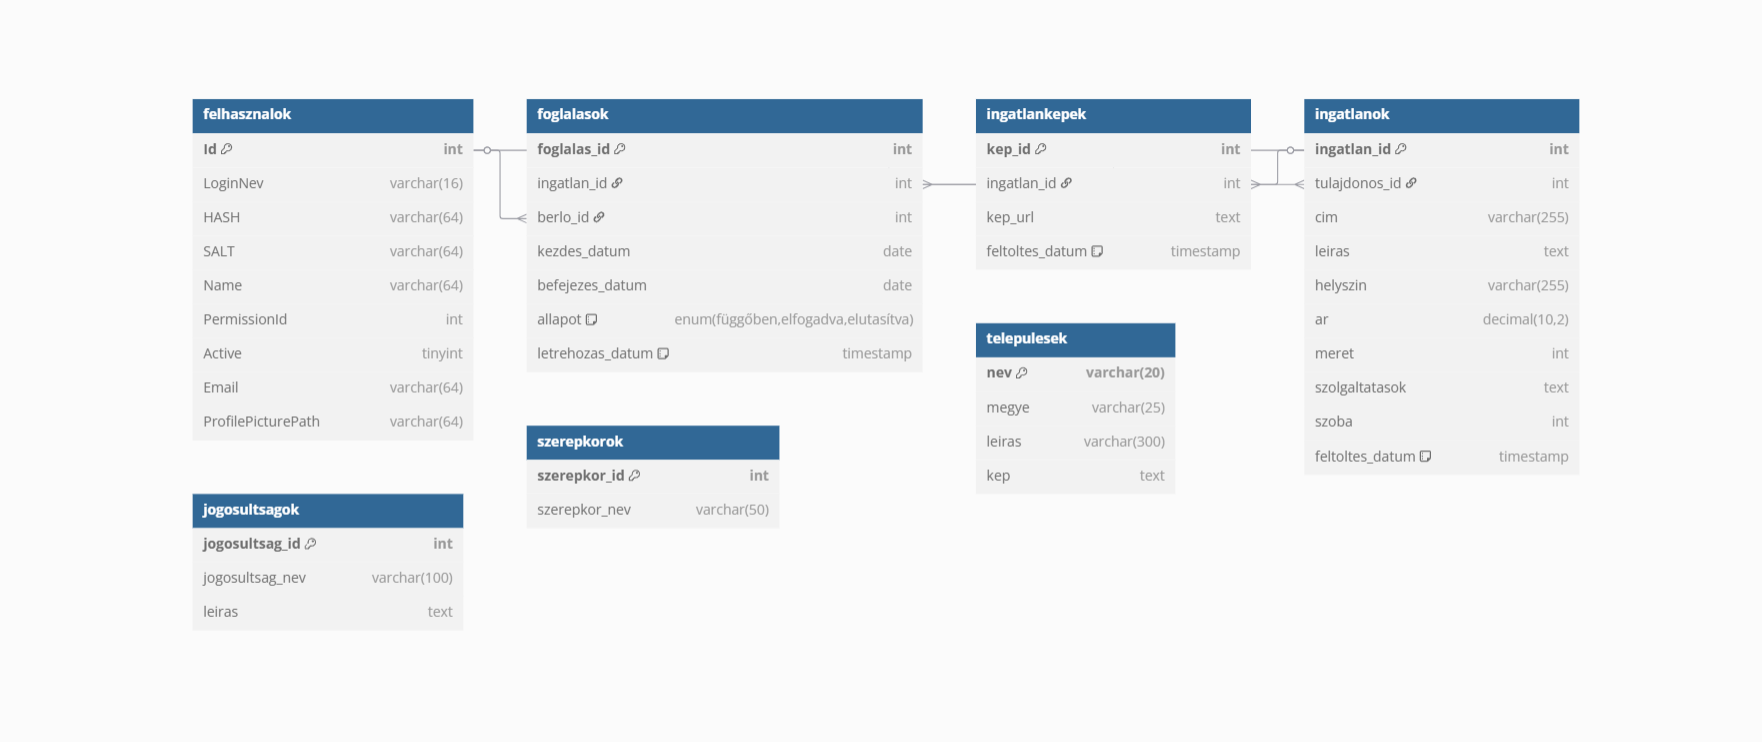 felhasznalok
Id int
LoginNev varchar(16)
HASH varchar(64)
SALT varchar(64)
Name varchar(64)
PermissionId int
Active tinyint
Email varchar(64)
ProfilePicturePath varchar(64)
jogosultsagok
jogosultsag_id int
jogosultsag_nev varchar(100)
leiras text
foglalasok
foglalas_id int
ingatlan_id int
berlo_id int
kezdes_datum date
befejezes_datum date
allapot enum(függőben,elfogadva,elutasítva)
letrehozas_datum timestamp
szerepkorok
szerepkor_id int
szerepkor_nev varchar(50)
ingatlankepek
kep_id int
ingatlan_id int
kep_url text
feltoltes_datum timestamp
telepulesek
nev varchar(20)
megye varchar(25)
leiras varchar(300)
kep text
ingatlanok
ingatlan_id int
tulajdonos_id int
cim varchar(255)
leiras text
helyszin varchar(255)
ar decimal(10,2)
meret int
szolgaltatasok text
szoba int
feltoltes_datum timestamp